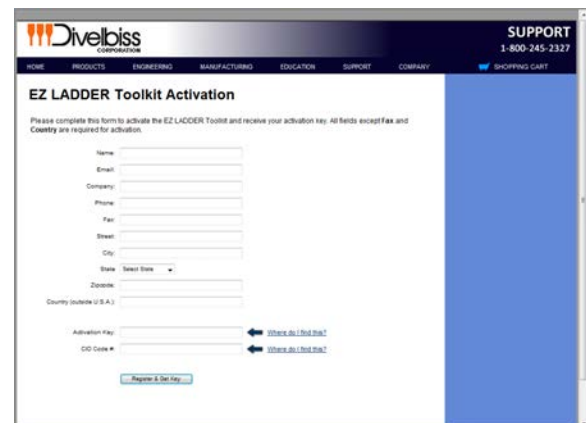 Divelbiss
CORPORATION
SUPPORT
1-800-245-2327
HOME PRODUCTS ENGINEERING MANUFACTURING EDUCATION SUPPORT COMPANY SHOPPING CART
EZ LADDER Toolkit Activation
Please complete this form to activate the EZ LADDER Toolkit and receive your activation key. All fields except Fax and
Country are required for activation.
Name:
Email:
Company:
Phone:
Fax:
Street:
City:
State Select State
Zipcode:
Country (outside U.S.A.):
Activation Key: Where do I find this?
CID Code #: Where do I find this?
Register & Get Key